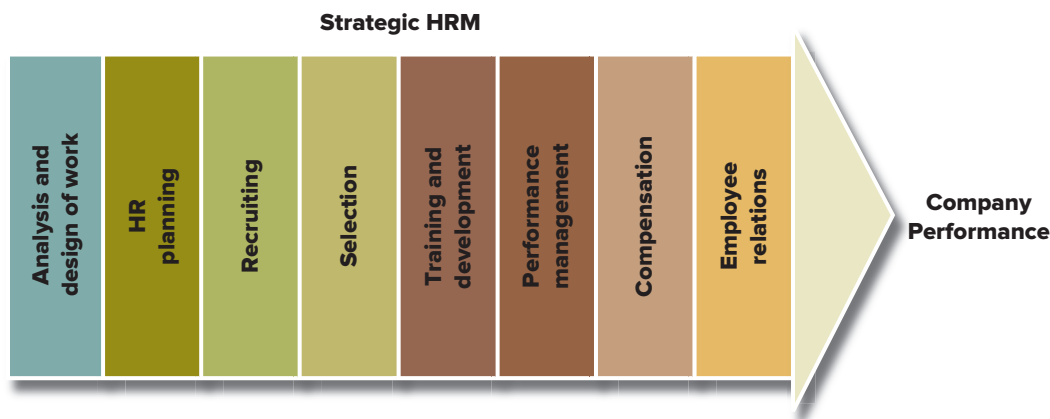 Strategic HRM
Analysis and
design of work
HR
planning
Recruiting
Selection
Training and
development
Performance
management
Compensation
Employee
relations
Company
Performance